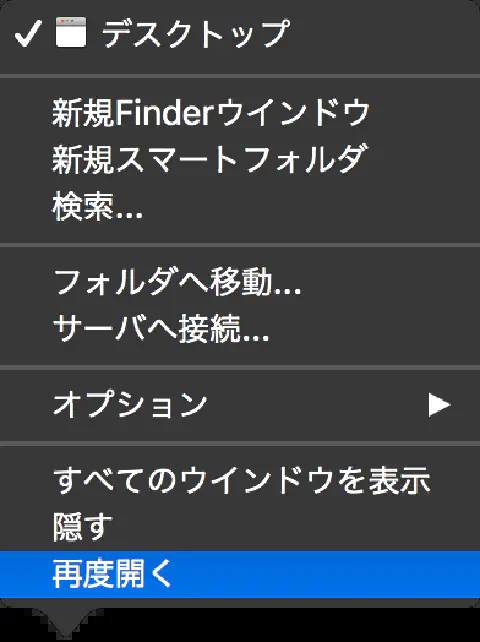 デスクトップ
新規Finderウインドウ
新規スマートフォルダ
検索...
フォルダへ移動...
サーバへ接続...
オプション
すべてのウインドウを表示
隠す
再度開く